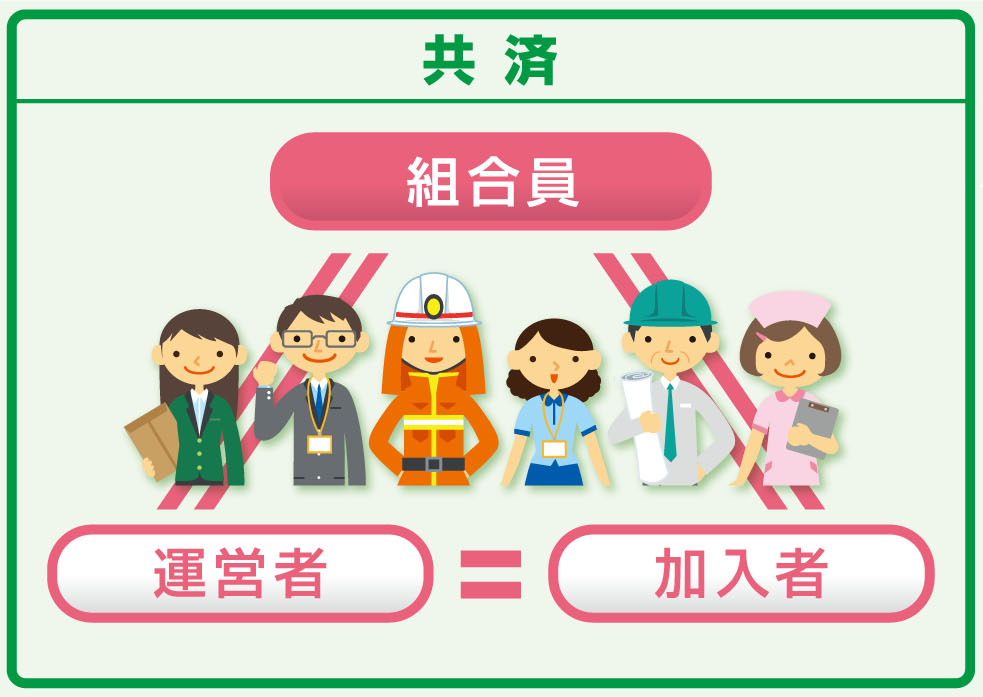 共済
組合員
運営者 = 加入者